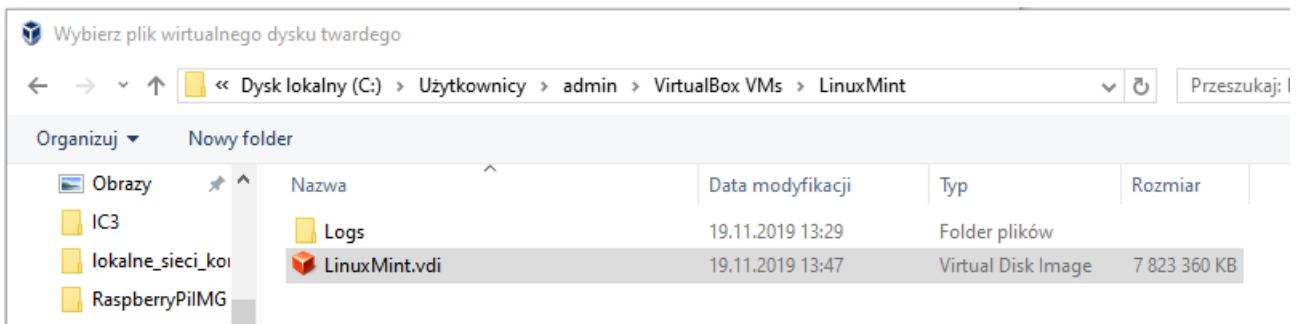 Wybierz plik wirtualnego dysku twardego
« Dysk lokalny (C:) > Użytkownicy > admin > VirtualBox VMs > LinuxMint Przeszukaj:
Organizuj Nowy folder
Obrazy Nazwa Data modyfikacji Typ Rozmiar
IC3 Logs 19.11.2019 13:29 Folder plików
lokalne_sieci_kor LinuxMint.vdi 19.11.2019 13:47 Virtual Disk Image 7 823 360 KB
RaspberryPiIMG